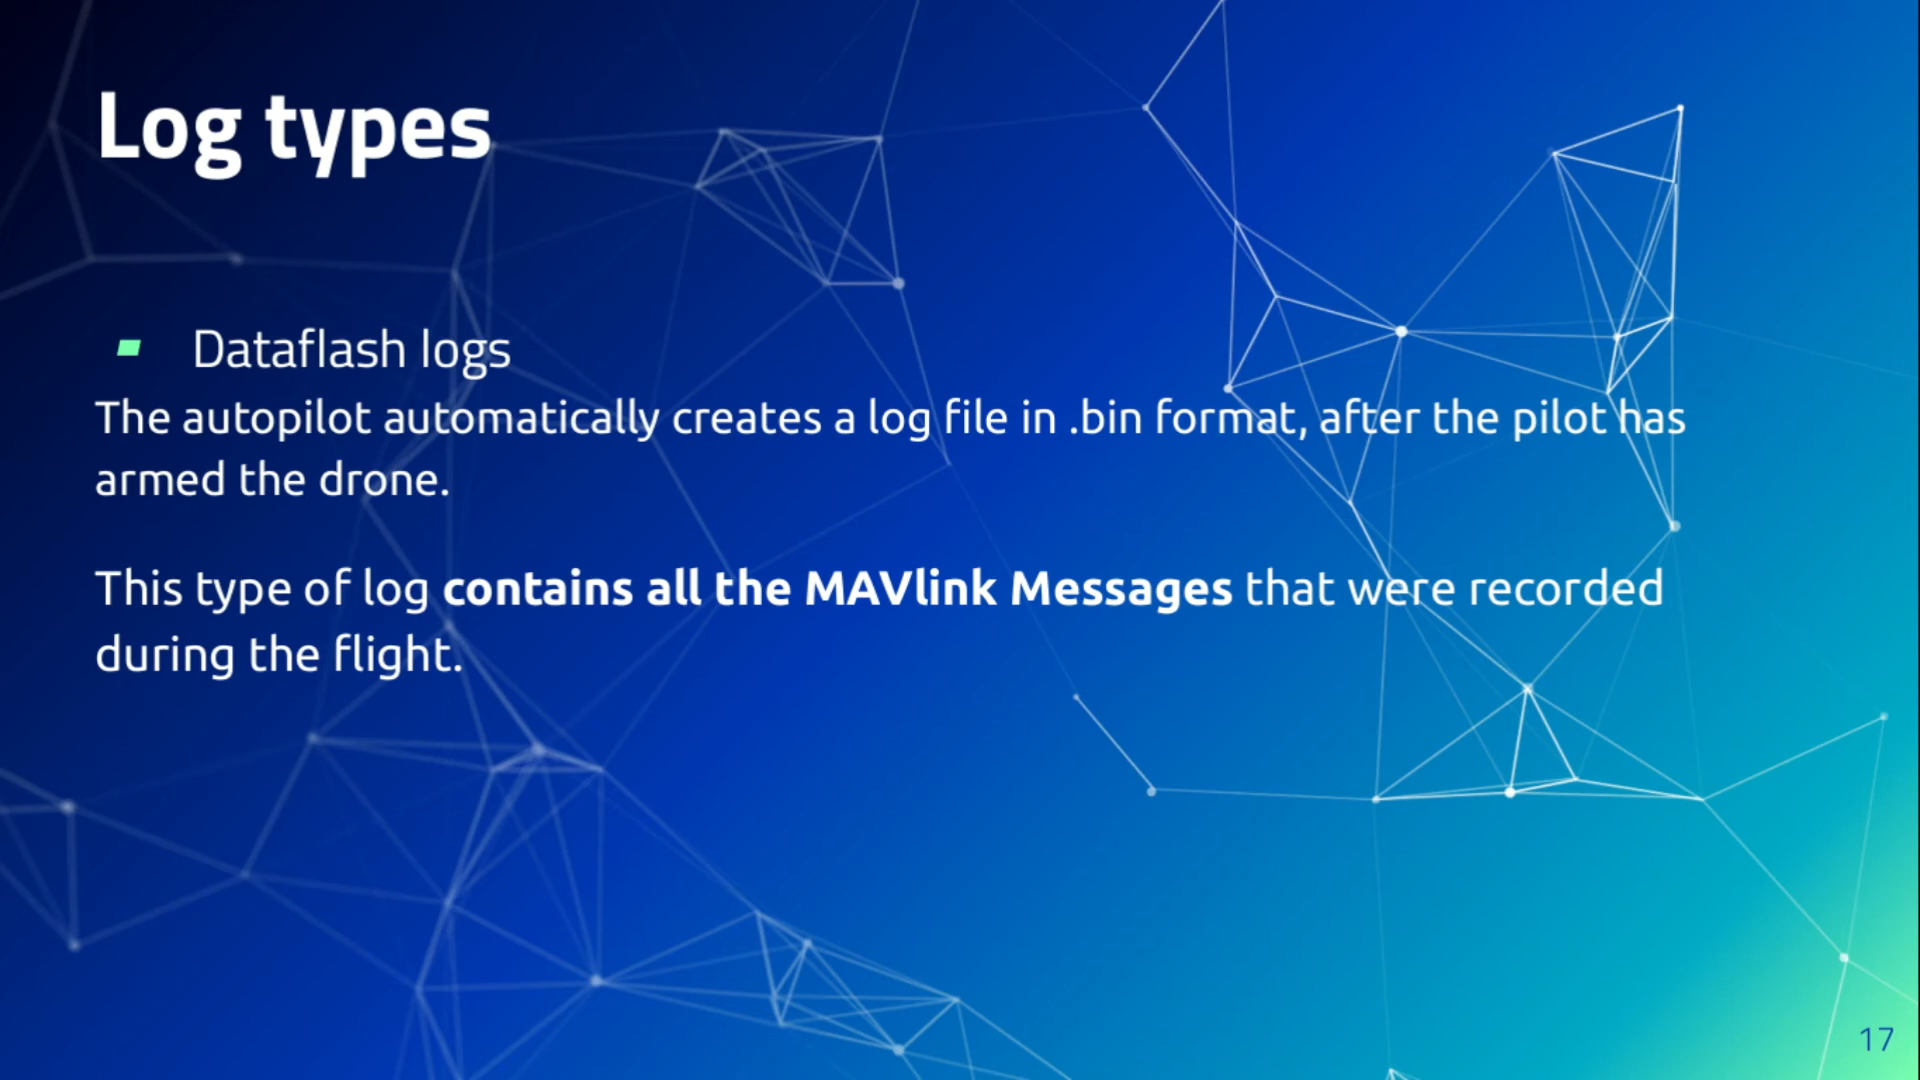 Log types
Dataflash logs
The autopilot automatically creates a log file in .bin format, after the pilot has
armed the drone.
This type of log contains all the MAVlink Messages that were recorded
during the flight.
17